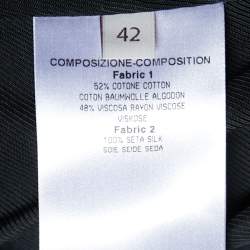 42
COMPOSIZIONE-COMPOSITION
Fabric 1
52% COTONE COTTON
COTON BAUMWOLLE ALGODON
48% VISCOSA RAYON VISCOSE
VISKOSE
Fabric 2
100% SETA SILK
SOIE SEIDE SEDA